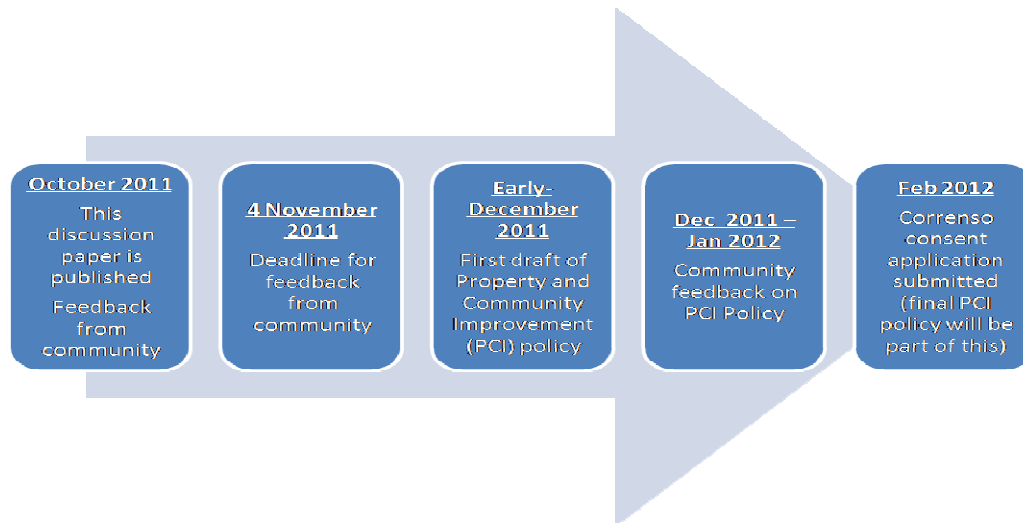 October 2011
This
discussion
paper is
published
Feedback
from
community
4 November
2011
Deadline for
feedback
from
community
Early-
December
2011
First draft of
Property and
Community
Improvement
(PCI) policy
Dec 2011 –
Jan 2012
Community
feedback on
PCI Policy
Feb 2012
Correnso
consent
application
submitted
(final PCI
policy will be
part of this)